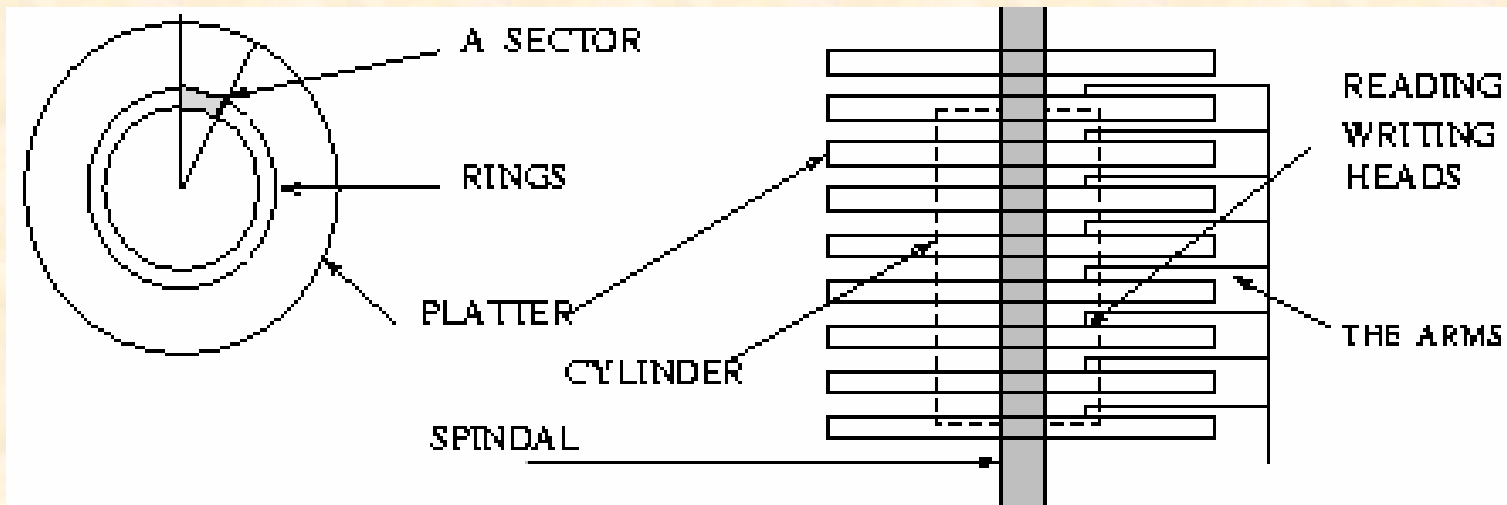 A SECTOR
RINGS
PLATTER
CYLINDER
SPINDAL
READING
WRITING
HEADS
THE ARMS